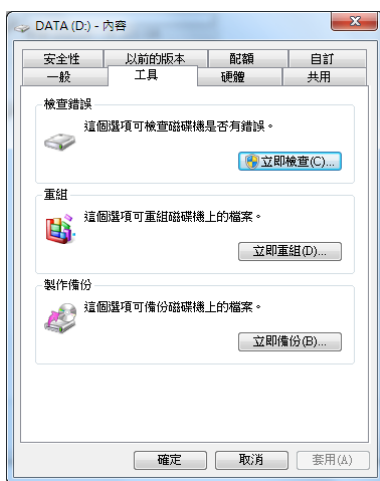 DATA (D:) - 內容
安全性 以前的版本 配額 自訂
一般 工具 硬體 共用
檢查錯誤
這個選項可檢查磁碟機是否有錯誤。
立即檢查(C)...
重組
這個選項可重組磁碟機上的檔案。
立即重組(D)...
製作備份
這個選項可備份磁碟機上的檔案。
立即備份(B)...
確定 取消 套用(A)